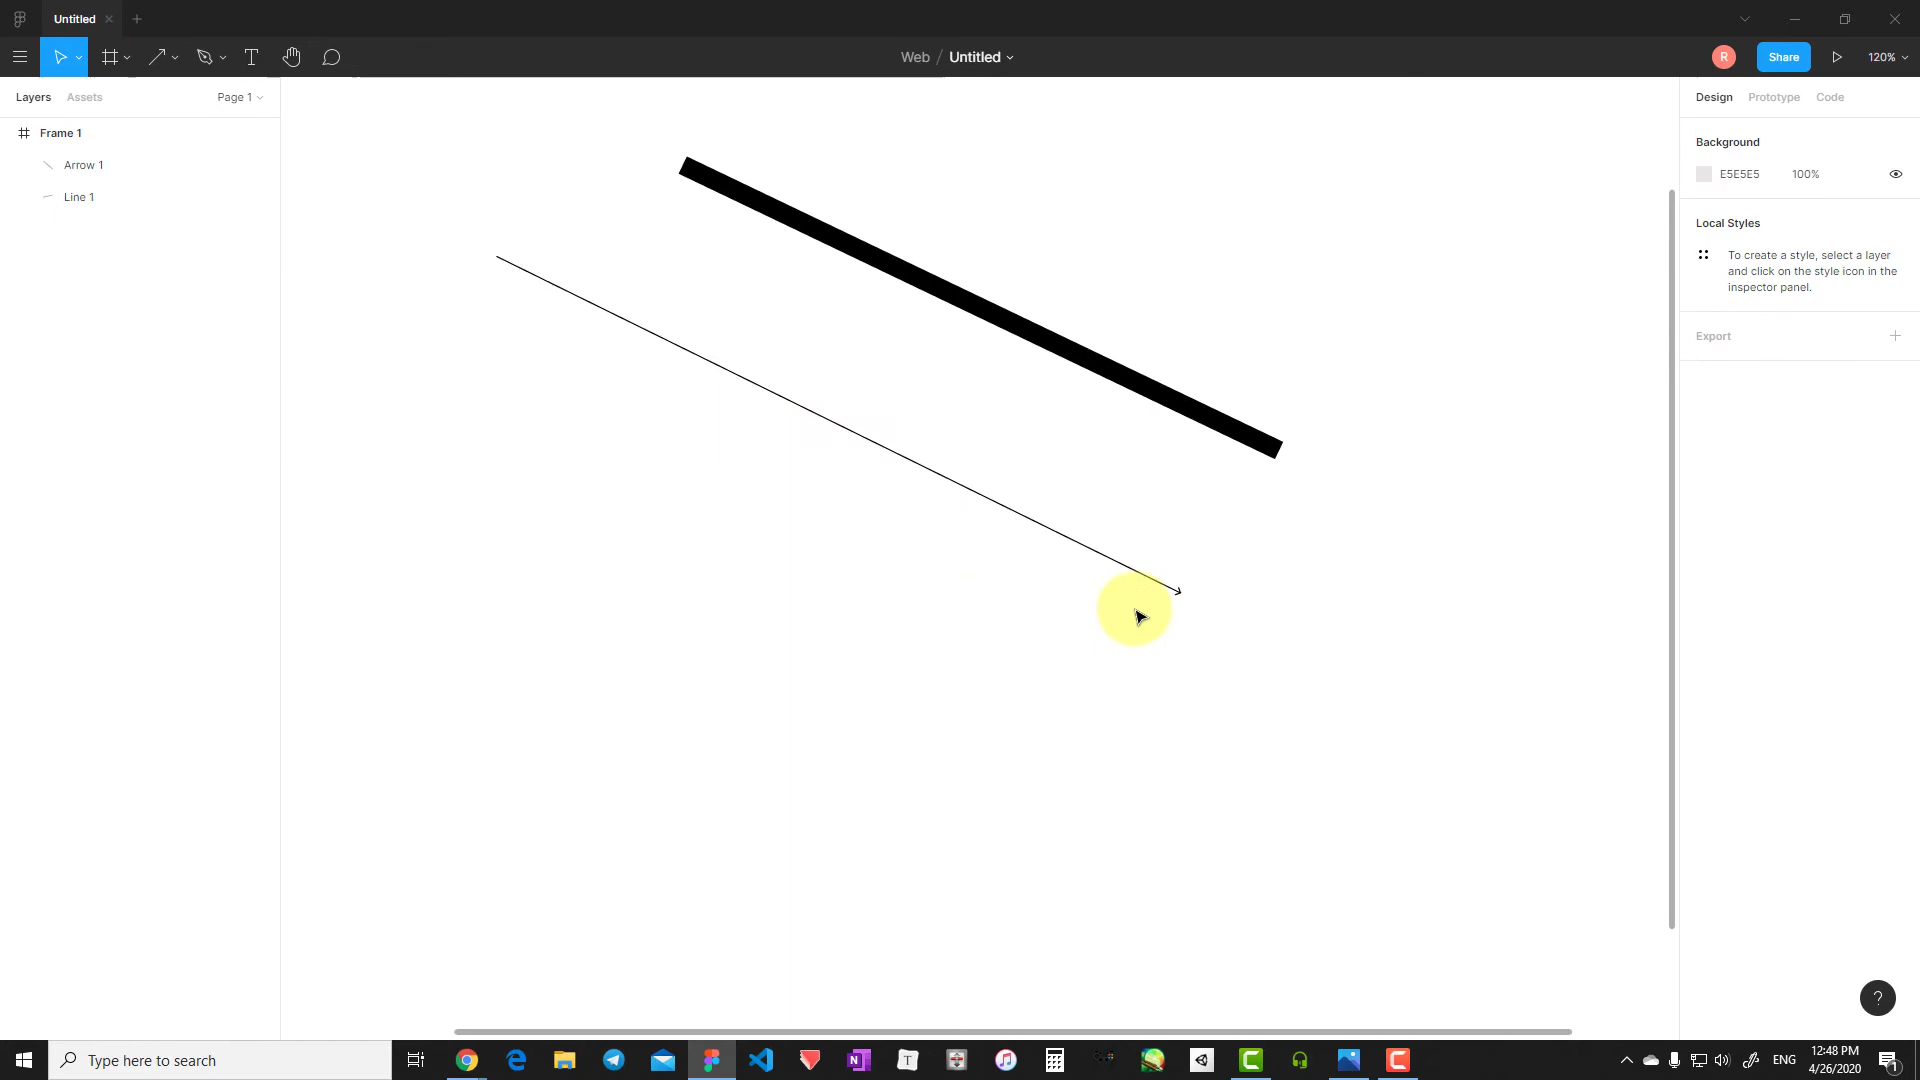 Untitled
Web / Untitled
R
Share
120%
Layers
Assets
Page 1
Frame 1
Arrow 1
Line 1
Design
Prototype
Code
Background
E5E5E5
100%
Local Styles
To create a style, select a layer
and click on the style icon in the
inspector panel.
Export
?
Type here to search
ENG
12:48 PM
4/26/2020
1